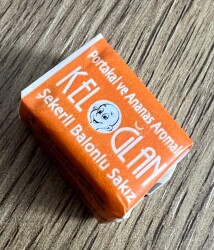 Portakal ve Ananas Aromalı
KELOĞLAN
Şekerli Balonlu Sakız